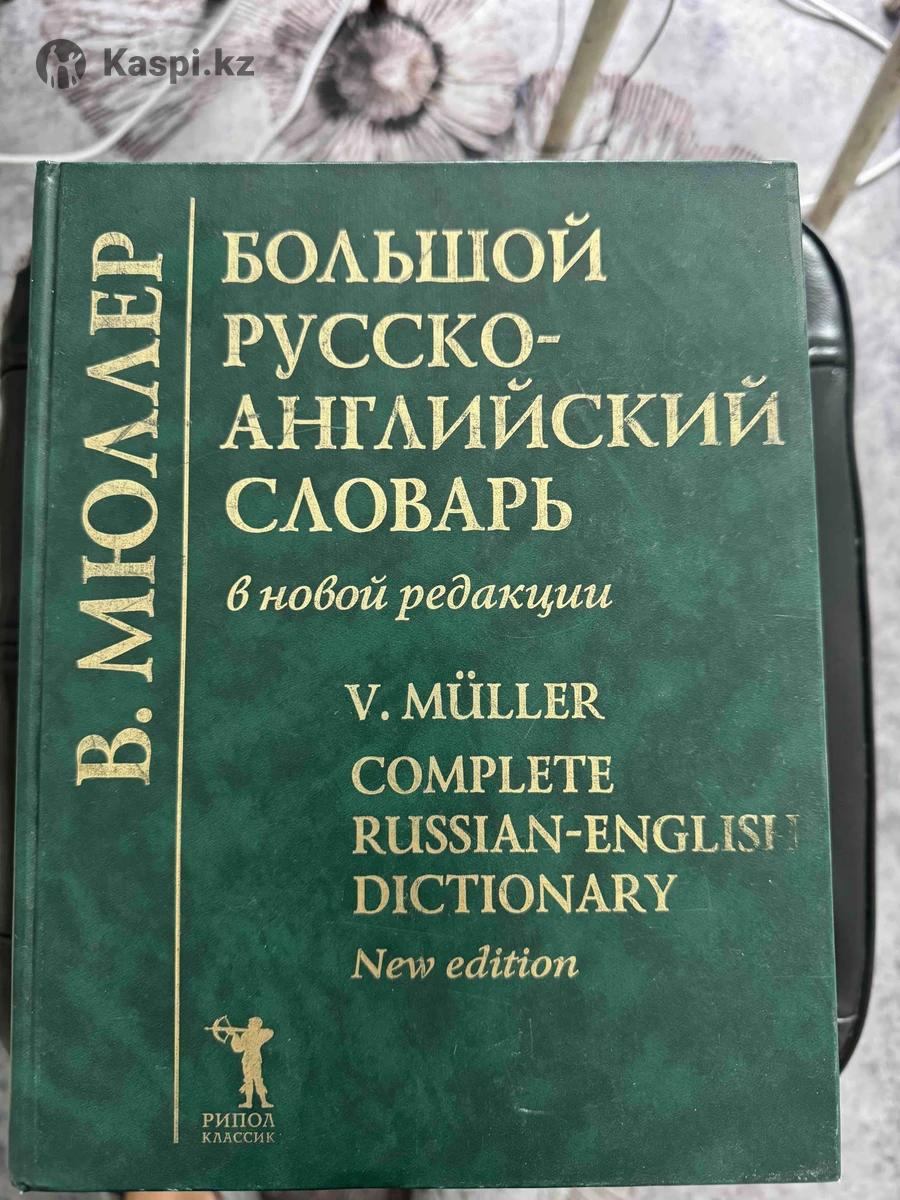 Kaspi.kz
В. МЮЛЛЕР
БОЛЬШОЙ
РУССКО-
АНГЛИЙСКИЙ
СЛОВАРЬ
в новой редакции
V. MÜLLER
COMPLETE
RUSSIAN-ENGLISH
DICTIONARY
New edition
РИПОЛ
КЛАССИК